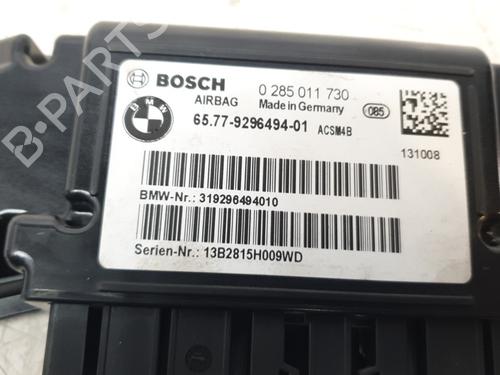 BOSCH 0 285 011 730
AIRBAG Made in Germany 085
BMW
65.77-9296494-01 ACSM4B
131008
BMW-Nr.: 319296494010
Serien-Nr.: 13B2815H009WD
B-PARTS